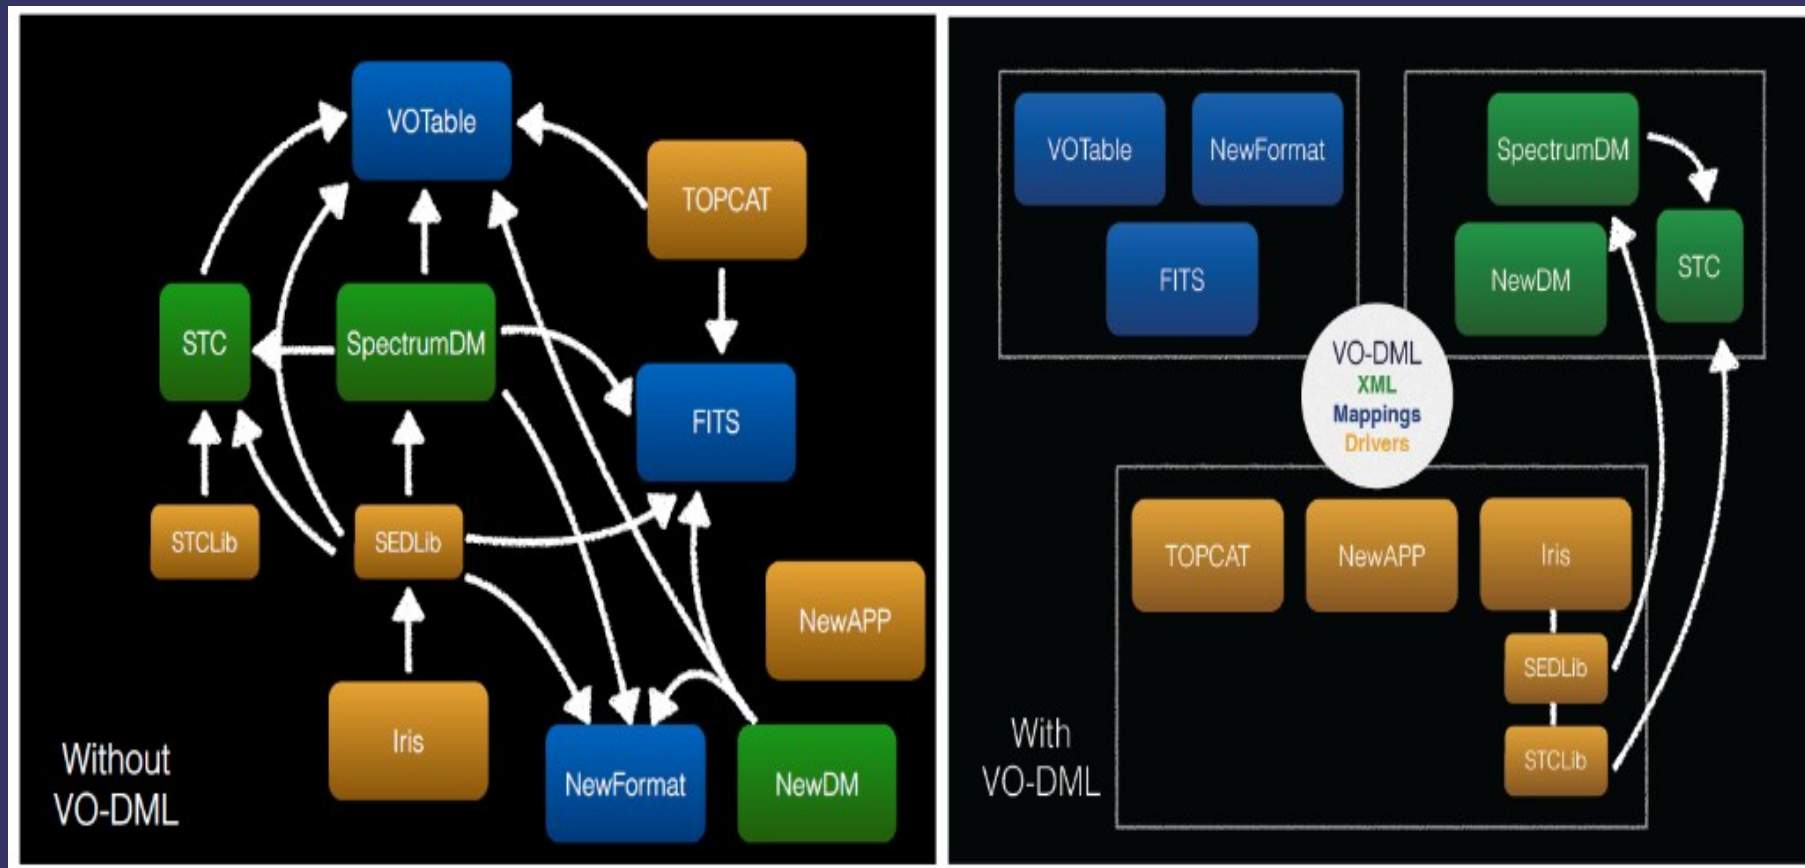 VOTable
TOPCAT
STC
SpectrumDM
FITS
STCLib
SEDLib
NewAPP
Iris
NewFormat
NewDM
Without
VO-DML
VOTable
NewFormat
FITS
SpectrumDM
NewDM
STC
VO-DML
XML
Mappings
Drivers
TOPCAT
NewAPP
Iris
SEDLib
STCLib
With
VO-DML